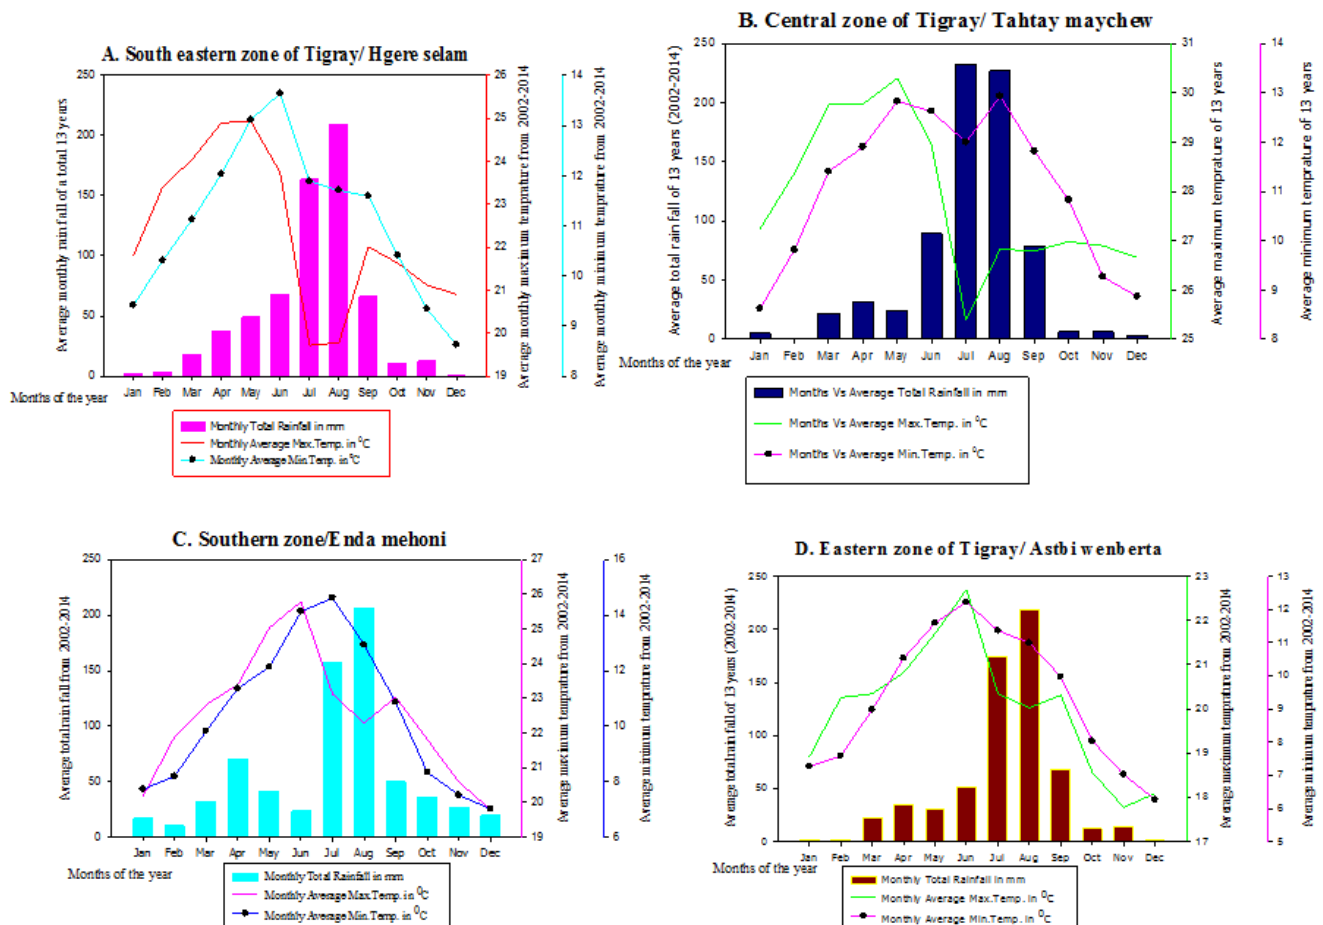 A. South eastern zone of Tigray/ Hgere selam
Average monthly rain fall of a total 13 years
250
200
150
100
50
0
Jan Feb Mar Apr May Jun Jul Aug Sep Oct Nov Dec
Months of the year
26
25
24
23
22
21
20
19
Average monthly maximum temprature from 2002-2014
14
13
12
11
10
9
8
Average monthly minimum temprature from 2002-2014
Monthly Total Rainfall in mm
Monthly Average Max.Temp. in ⁰C
Monthly Average Min.Temp. in ⁰C
B. Central zone of Tigray/ Tahtay maychew
Average total rain fall of 13 years (2002-2014)
250
200
150
100
50
0
Jan Feb Mar Apr May Jun Jul Aug Sep Oct Nov Dec
Months of the year
31
30
29
28
27
26
25
Average maximum temprature of 13 years
14
13
12
11
10
9
8
Average minimum temprature of 13 years
Months Vs Average Total Rainfall in mm
Months Vs Average Max.Temp. in ⁰C
Months Vs Average Min.Temp. in ⁰C
C. Southern zone/Enda mehoni
Average total rain fall from 2002-2014
250
200
150
100
50
0
Jan Feb Mar Apr May Jun Jul Aug Sep Oct Nov Dec
Months of the year
27
26
25
24
23
22
21
20
19
Average maximum temprature from 2002-2014
16
14
12
10
8
6
Average minimum temprature from 2002-2014
Monthly Total Rainfall in mm
Monthly Average Max.Temp. in ⁰C
Monthly Average Min.Temp. in ⁰C
D. Eastern zone of Tigray/ Astbi wenberta
Average total rain fall of 13 years (2002-2014)
250
200
150
100
50
0
Jan Feb Mar Apr May Jun Jul Aug Sep Oct Nov Dec
Months of the year
23
22
21
20
19
18
17
Average maximum temprature from 2002-2014
13
12
11
10
9
8
7
6
5
Average minimum temprature from 2002-2014
Monthly Total Rainfall in mm
Monthly Average Max.Temp. in ⁰C
Monthly Average Min.Temp. in ⁰C